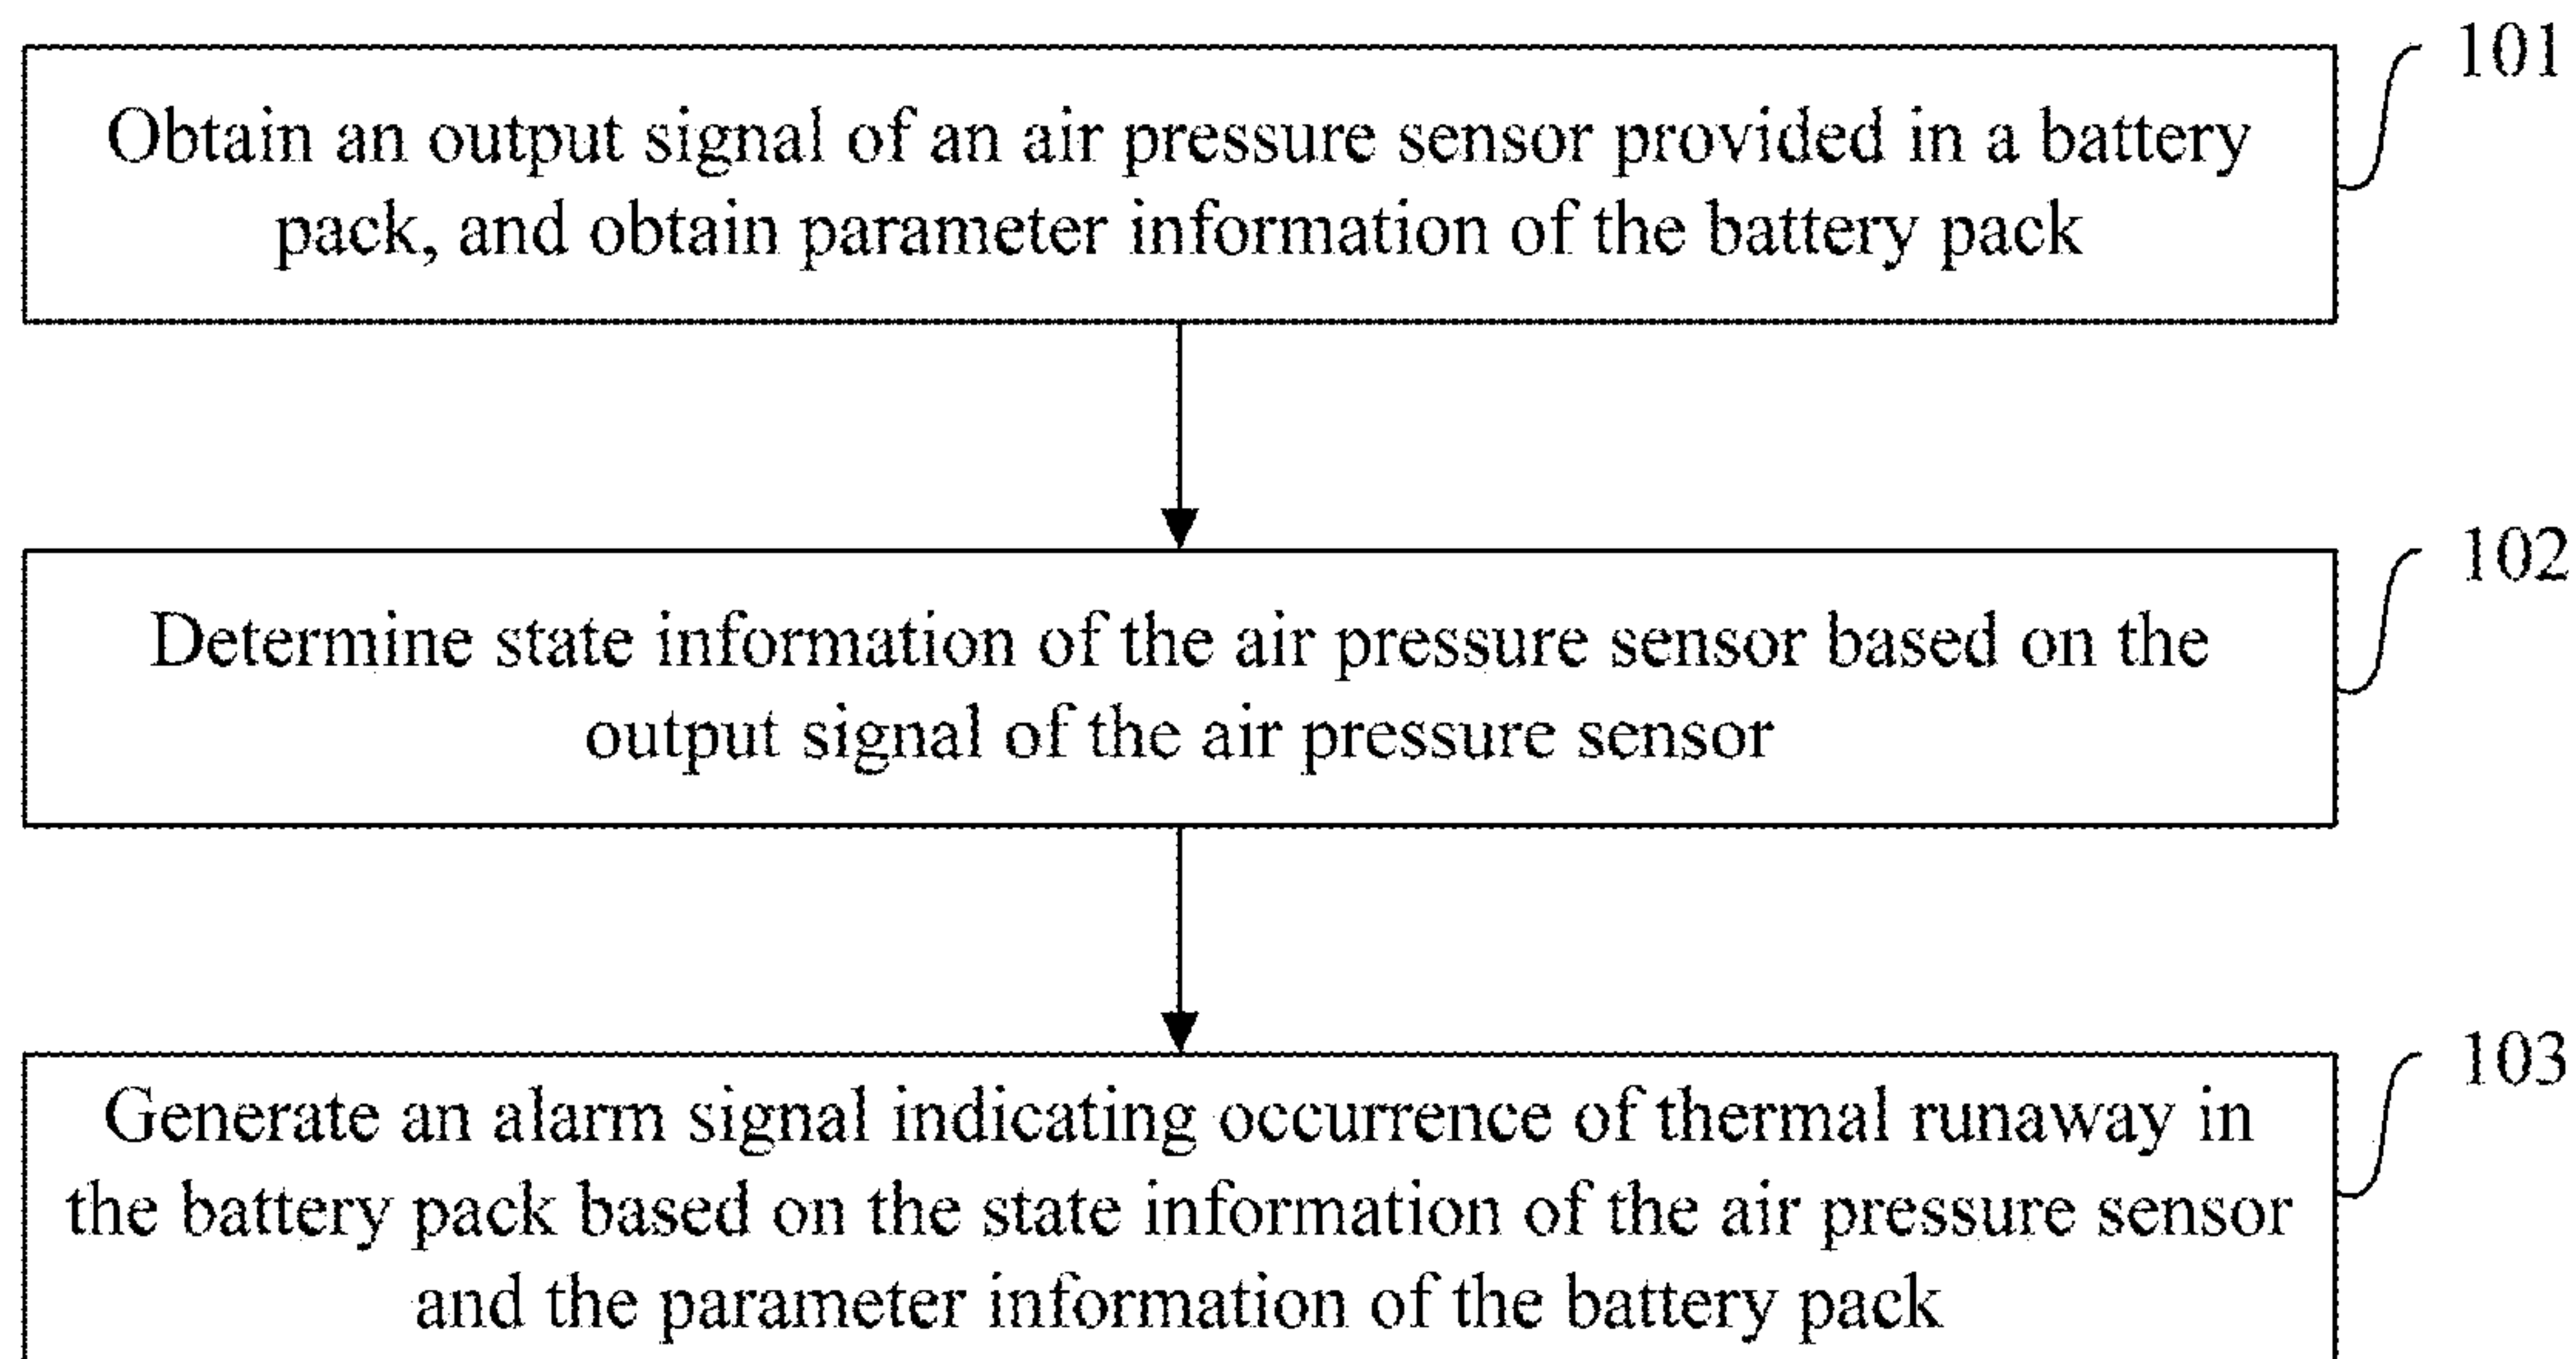 101
Obtain an output signal of an air pressure sensor provided in a battery
pack, and obtain parameter information of the battery pack
102
Determine state information of the air pressure sensor based on the
output signal of the air pressure sensor
103
Generate an alarm signal indicating occurrence of thermal runaway in
the battery pack based on the state information of the air pressure sensor
and the parameter information of the battery pack